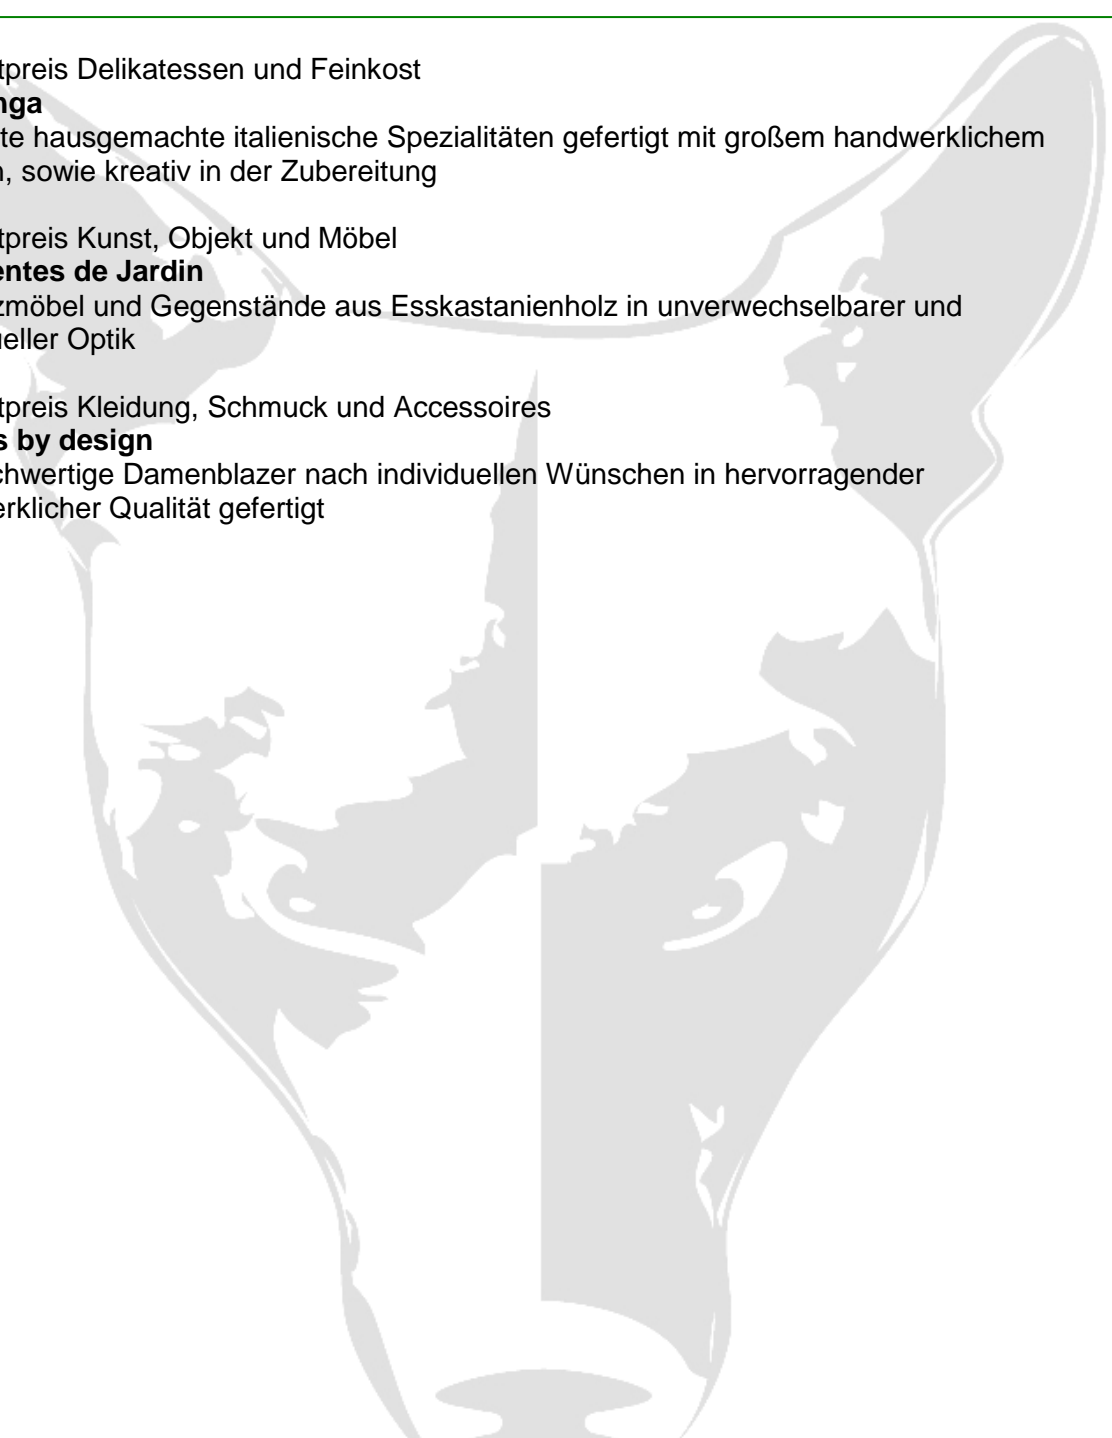 tpreis Delikatessen und Feinkost
nga
te hausgemachte italienische Spezialitäten gefertigt mit großem handwerklichem
n, sowie kreativ in der Zubereitung
tpreis Kunst, Objekt und Möbel
entes de Jardin
zmöbel und Gegenstände aus Esskastanienholz in unverwechselbarer und
ueller Optik
tpreis Kleidung, Schmuck und Accessoires
s by design
chwertige Damenblazer nach individuellen Wünschen in hervorragender
erklicher Qualität gefertigt